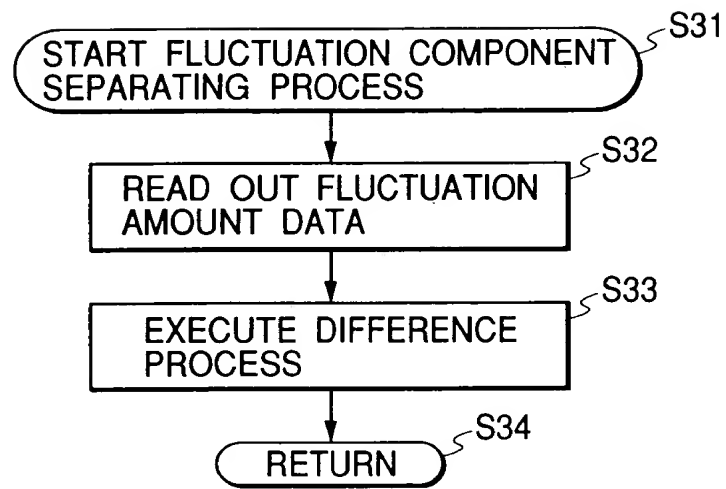 S31
START FLUCTUATION COMPONENT
SEPARATING PROCESS
S32
READ OUT FLUCTUATION
AMOUNT DATA
S33
EXECUTE DIFFERENCE
PROCESS
S34
RETURN